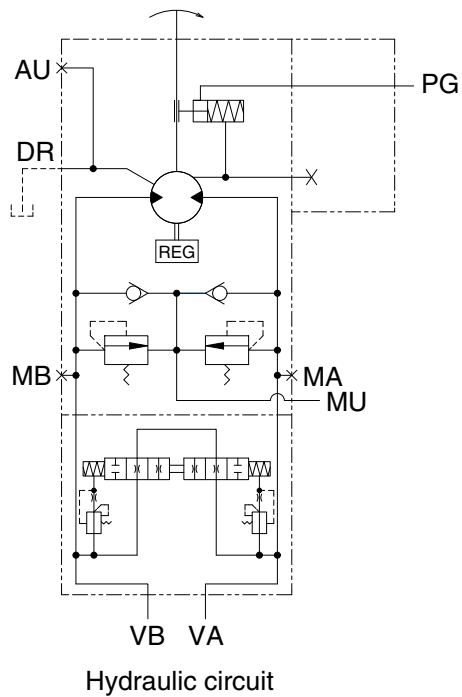 AU
PG
DR
REG
MB
MA
MU
VB VA
Hydraulic circuit